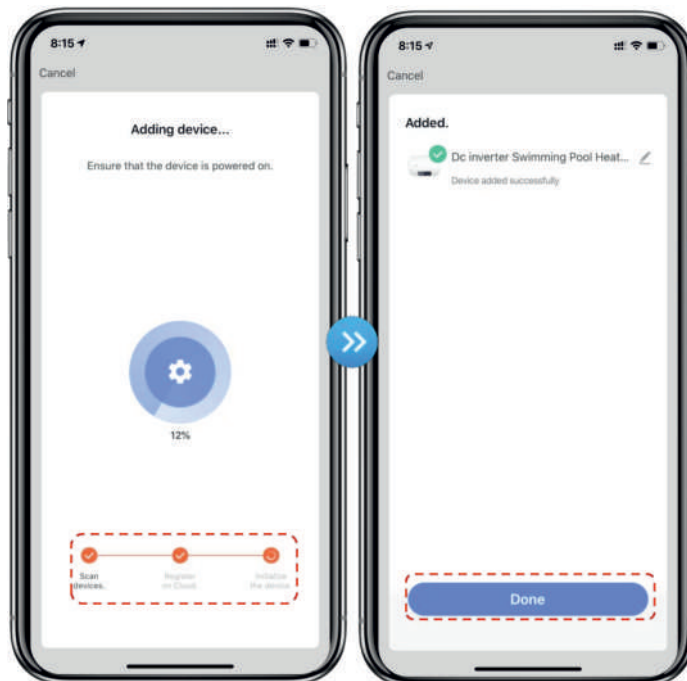 8:15
Cancel
Adding device...
Ensure that the device is powered on.
12%
Scan
devices.
Register
on Cloud.
Initialize
the device.
8:15
Cancel
Added.
Dc inverter Swimming Pool Heat...
Device added successfully
Done